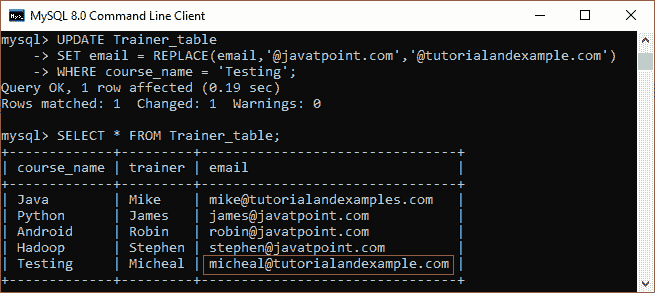 MySQL 8.0 Command Line Client
mysql> UPDATE Trainer_table
    -> SET email = REPLACE(email,'@javatpoint.com','@tutorialandexample.com')
    -> WHERE course_name = 'Testing';
Query OK, 1 row affected (0.19 sec)
Rows matched: 1  Changed: 1  Warnings: 0

mysql> SELECT * FROM Trainer_table;
+-------------+---------+--------------------------------+
| course_name | trainer | email                          |
+-------------+---------+--------------------------------+
| Java        | Mike    | mike@tutorialandexamples.com   |
| Python      | James   | james@javatpoint.com           |
| Android     | Robin   | robin@javatpoint.com           |
| Hadoop      | Stephen | stephen@javatpoint.com         |
| Testing     | Micheal | micheal@tutorialandexample.com |
+-------------+---------+--------------------------------+